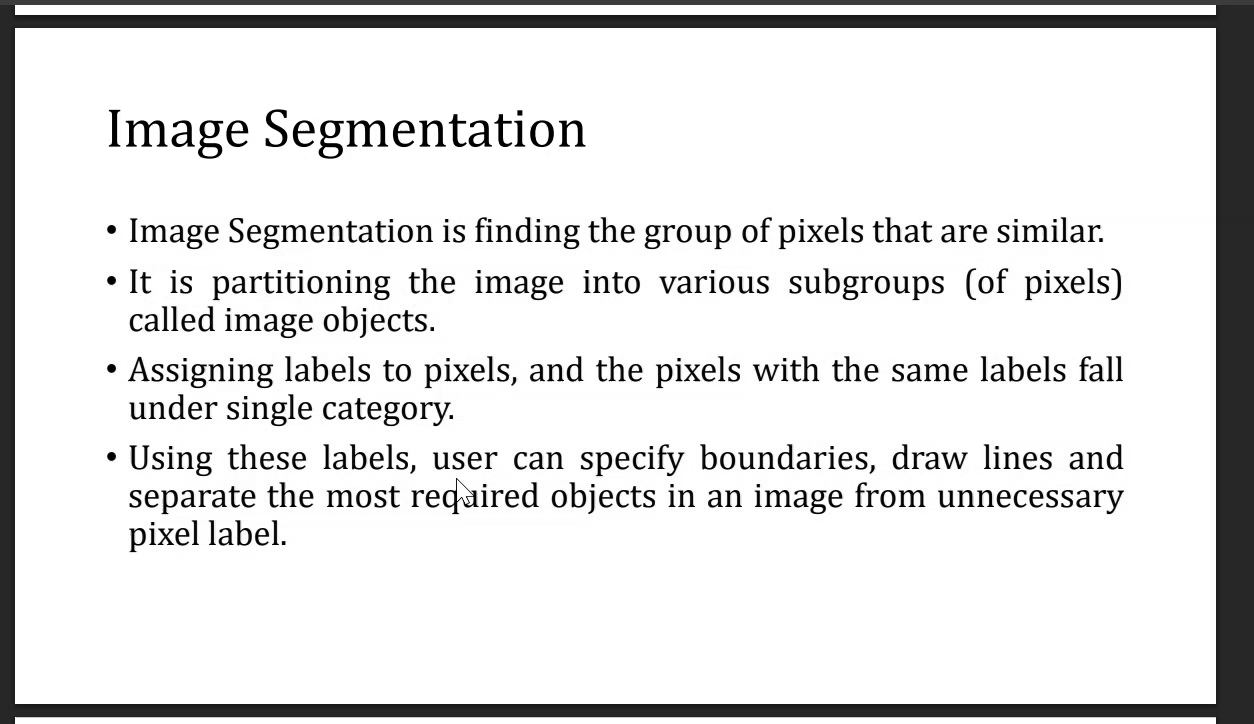 Image Segmentation
• Image Segmentation is finding the group of pixels that are similar.
• It is partitioning the image into various subgroups (of pixels)
called image objects.
• Assigning labels to pixels, and the pixels with the same labels fall
under single category.
• Using these labels, user can specify boundaries, draw lines and
separate the most required objects in an image from unnecessary
pixel label.